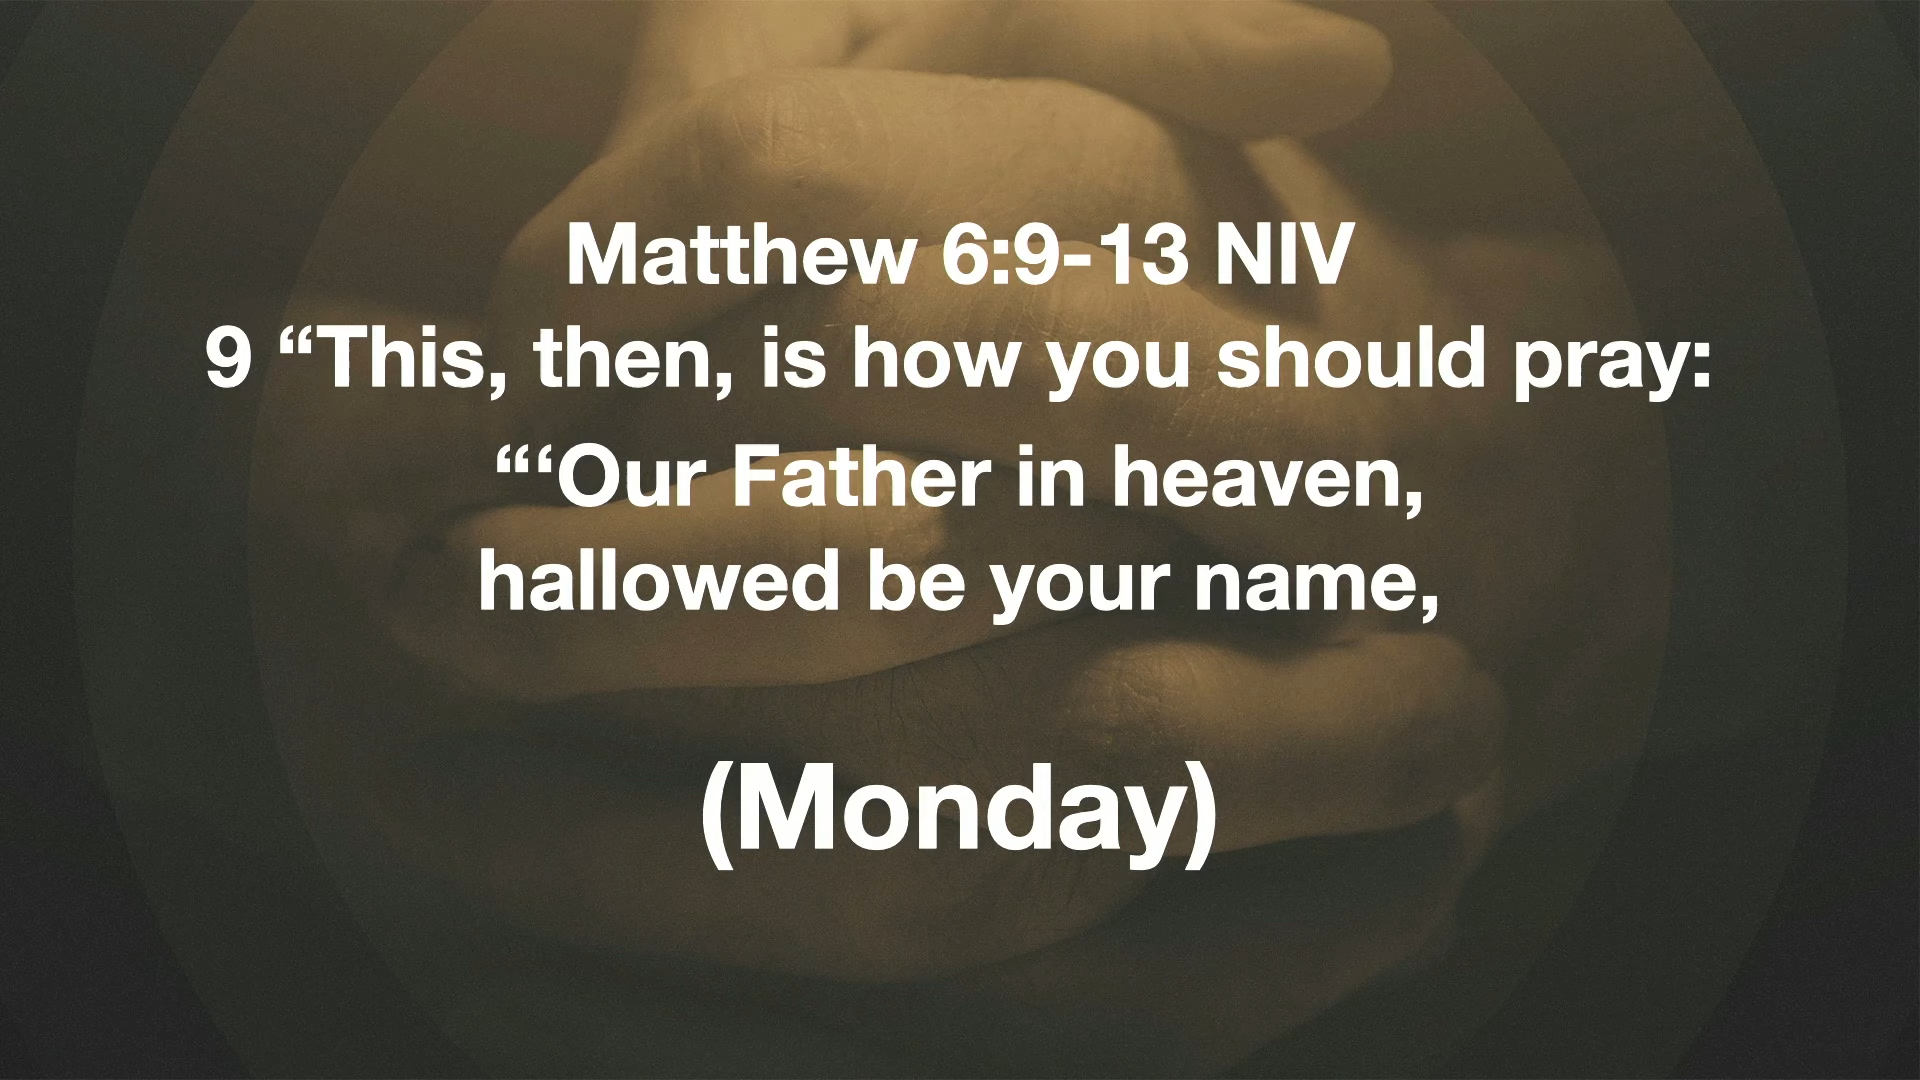 Matthew 6:9-13 NIV
9 “This, then, is how you should pray:
“‘Our Father in heaven,
hallowed be your name,
(Monday)